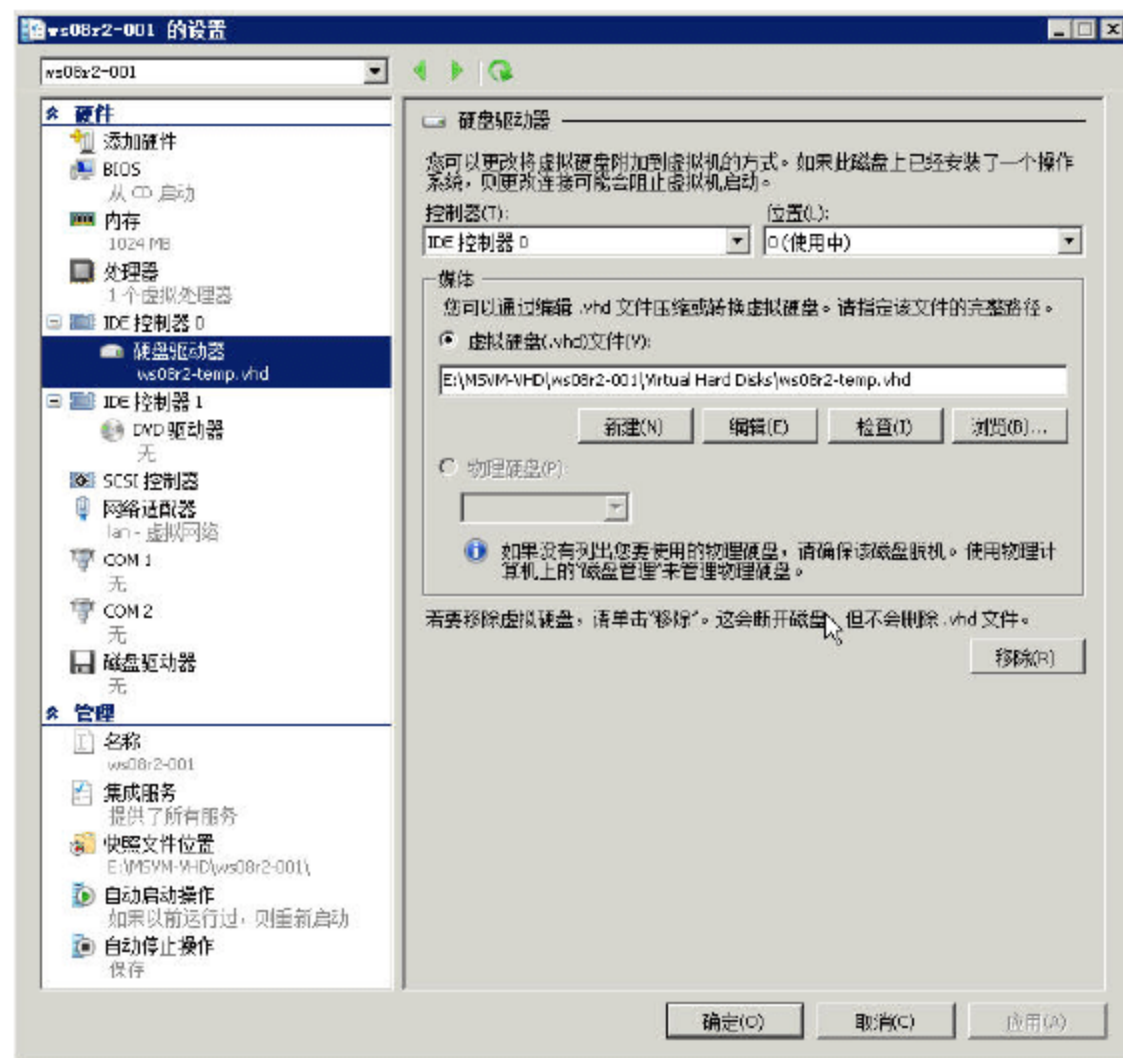 ws08r2-001 的设置
ws08r2-001
硬件
添加硬件
BIOS
从 CD 启动
内存
1024 MB
处理器
1 个虚拟处理器
IDE 控制器 0
硬盘驱动器
ws08r2-temp.vhd
IDE 控制器 1
DVD 驱动器
无
SCSI 控制器
网络适配器
lan - 虚拟网络
COM 1
无
COM 2
无
磁盘驱动器
无
管理
名称
ws08r2-001
集成服务
提供了所有服务
快照文件位置
E:\MSVM-VHD\ws08r2-001\
自动启动操作
如果以前运行过，则重新启动
自动停止操作
保存
硬盘驱动器
您可以更改将虚拟硬盘附加到虚拟机的方式。如果此磁盘上已经安装了一个操作
系统，则更改连接可能会阻止虚拟机启动。
控制器(T): 位置(L):
IDE 控制器 0 0 (使用中)
媒体
您可以通过编辑 .vhd 文件压缩或转换虚拟硬盘。请指定该文件的完整路径。
虚拟硬盘(.vhd)文件(V):
E:\MSVM-VHD\ws08r2-001\Virtual Hard Disks\ws08r2-temp.vhd
新建(N) 编辑(E) 检查(I) 浏览(B)...
物理硬盘(P):
如果没有列出您要使用的物理硬盘，请确保该磁盘脱机。使用物理计
算机上的“磁盘管理”来管理物理硬盘。
若要移除虚拟硬盘，请单击“移除”。这会断开磁盘，但不会删除 .vhd 文件。
移除(R)
确定(O) 取消(C) 应用(A)